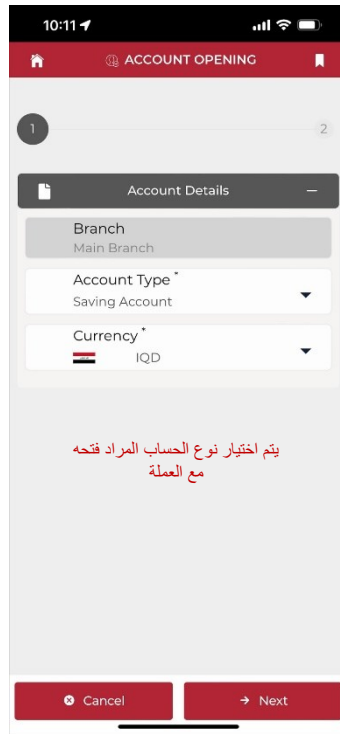 10:11
ACCOUNT OPENING
1
2
Account Details
Branch
Main Branch
Account Type *
Saving Account
Currency *
IQD
يتم اختيار نوع الحساب المراد فتحه
مع العملة
Cancel
Next